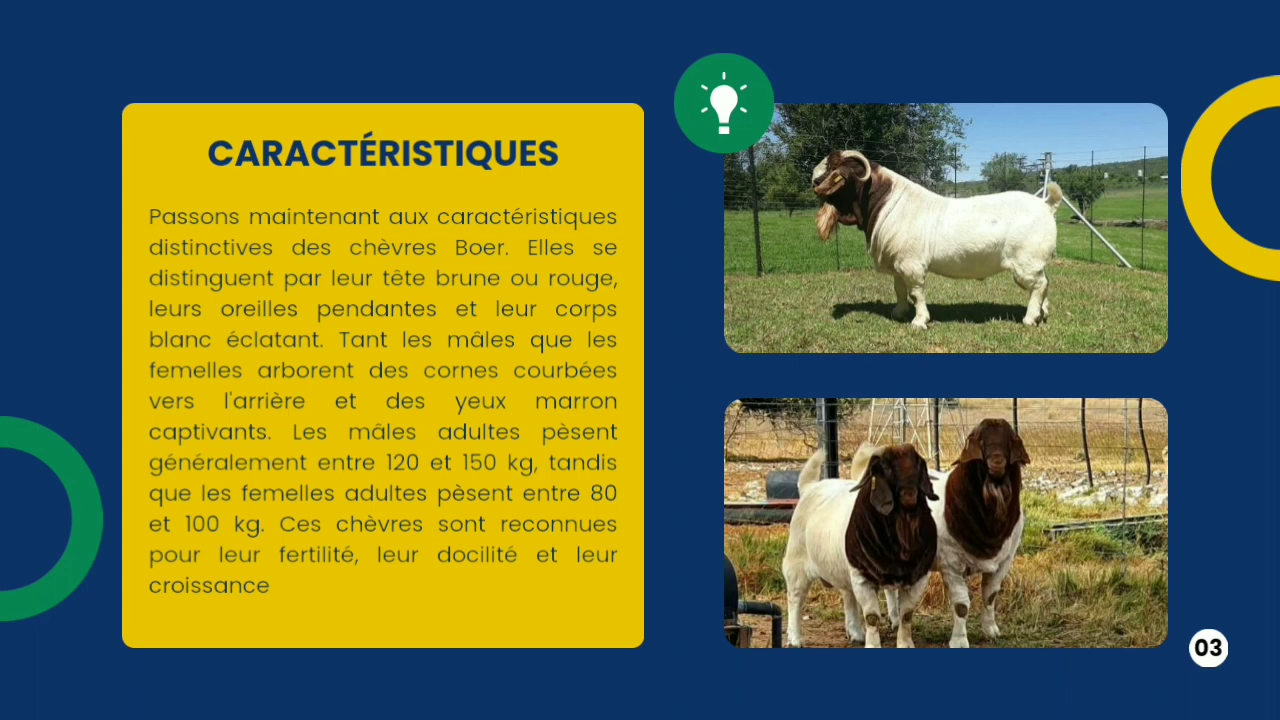 CARACTÉRISTIQUES
Passons maintenant aux caractéristiques
distinctives des chèvres Boer. Elles se
distinguent par leur tête brune ou rouge,
leurs oreilles pendantes et leur corps
blanc éclatant. Tant les mâles que les
femelles arborent des cornes courbées
vers l'arrière et des yeux marron
captivants. Les mâles adultes pèsent
généralement entre 120 et 150 kg, tandis
que les femelles adultes pèsent entre 80
et 100 kg. Ces chèvres sont reconnues
pour leur fertilité, leur docilité et leur
croissance
03